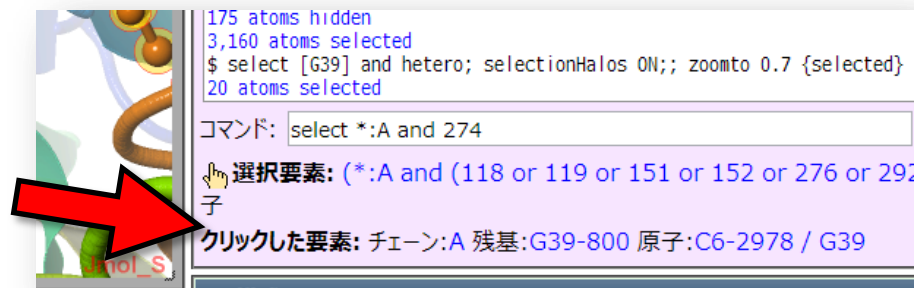 175 atoms hidden
3,160 atoms selected
$ select [G39] and hetero; selectionHalos ON;; zoomto 0.7 {selected}
20 atoms selected
コマンド: select *:A and 274
選択要素: (*:A and (118 or 119 or 151 or 152 or 276 or 292
子
クリックした要素: チェーン:A 残基:G39-800 原子:C6-2978 / G39
Jmol_S